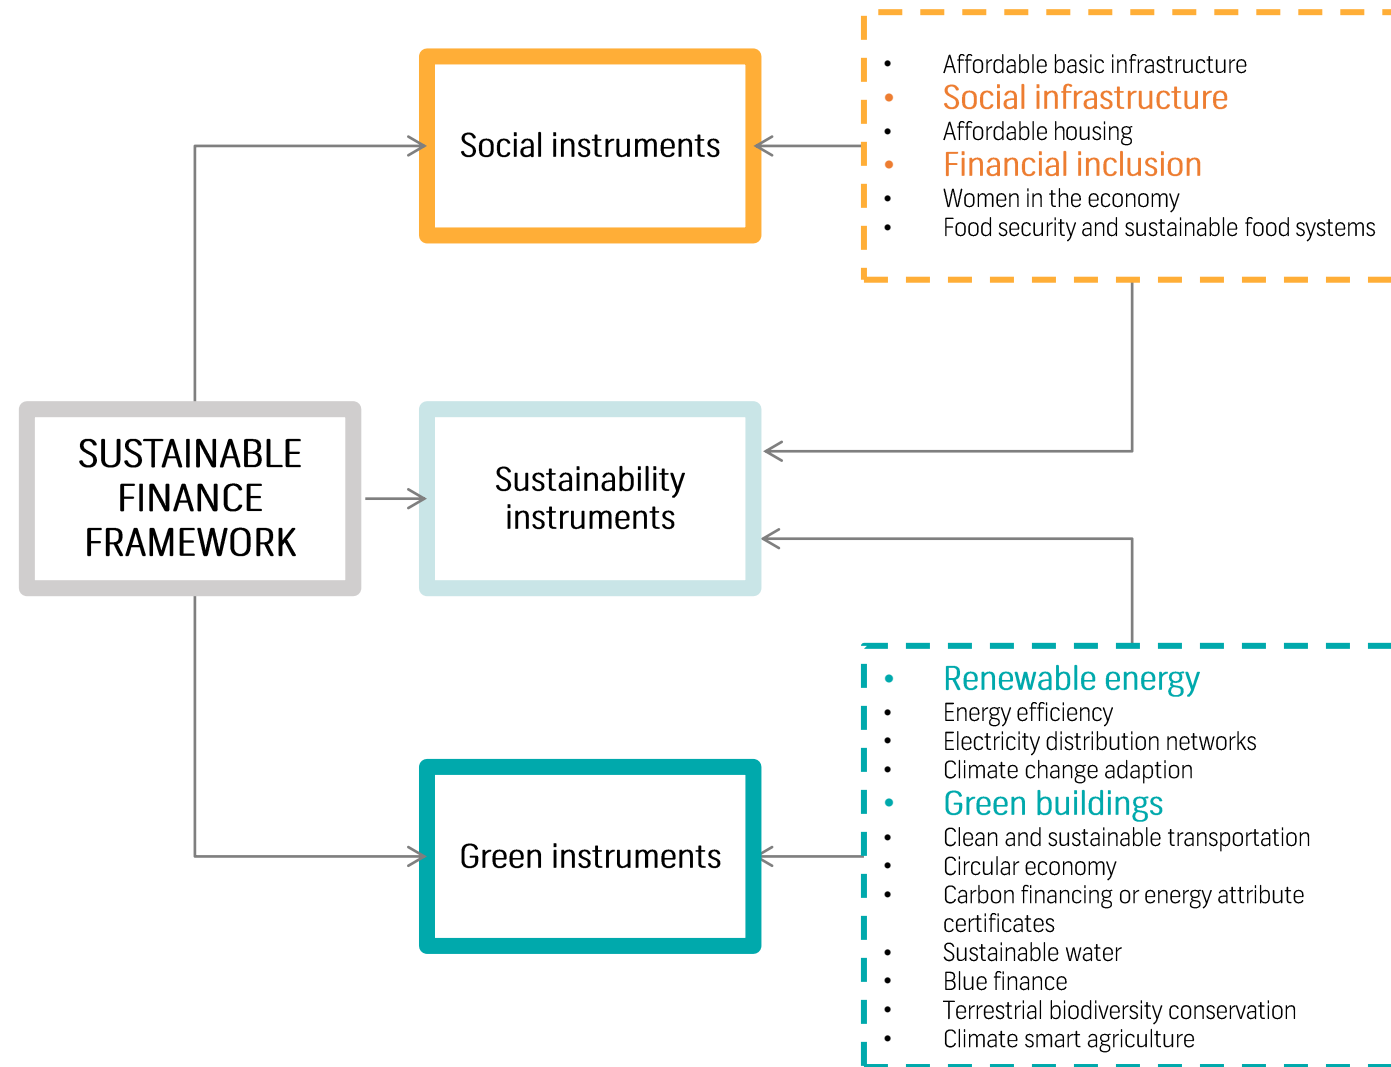 Social instruments
• Affordable basic infrastructure
• Social infrastructure
• Affordable housing
• Financial inclusion
• Women in the economy
• Food security and sustainable food systems
SUSTAINABLE
FINANCE
FRAMEWORK
Sustainability
instruments
Green instruments
• Renewable energy
• Energy efficiency
• Electricity distribution networks
• Climate change adaption
• Green buildings
• Clean and sustainable transportation
• Circular economy
• Carbon financing or energy attribute
certificates
• Sustainable water
• Blue finance
• Terrestrial biodiversity conservation
• Climate smart agriculture